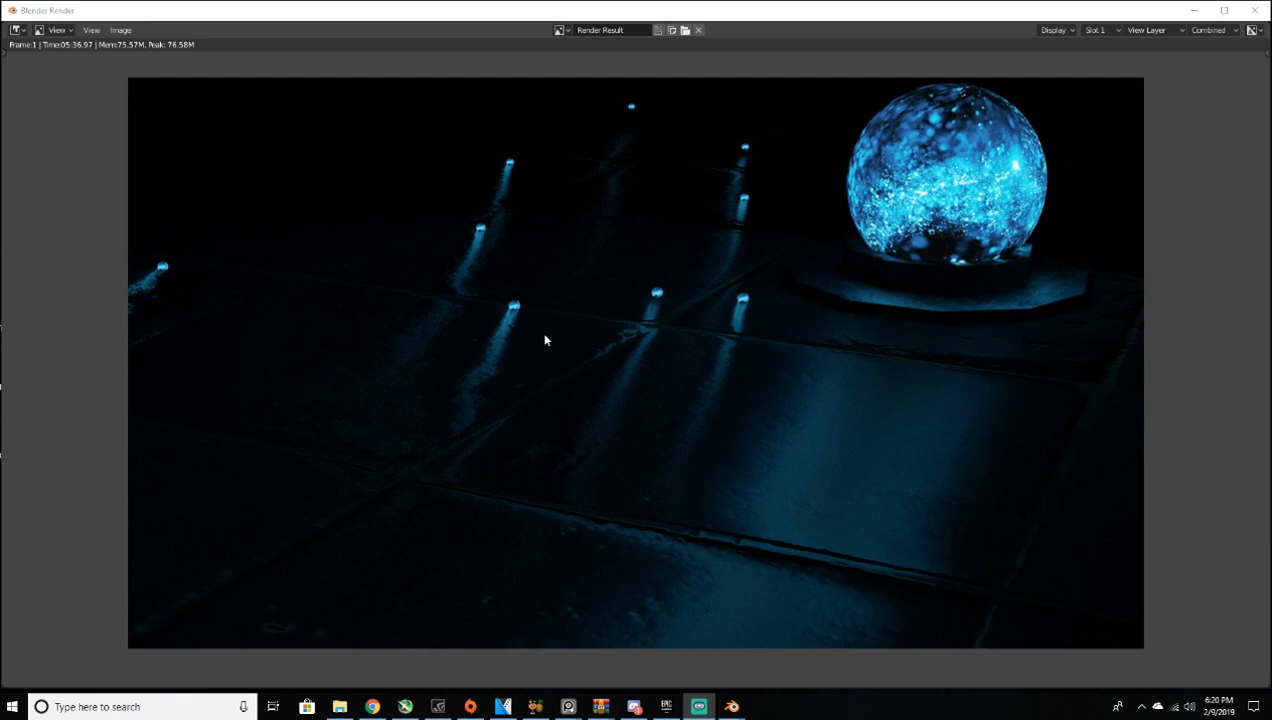 Blender Render
View View Image Render Result Display Slot 1 View Layer Combined
Frame:1 | Time:05:36.97 | Mem:75.57M, Peak: 76.58M
Type here to search
EPIC
6:20 PM
2/9/2019